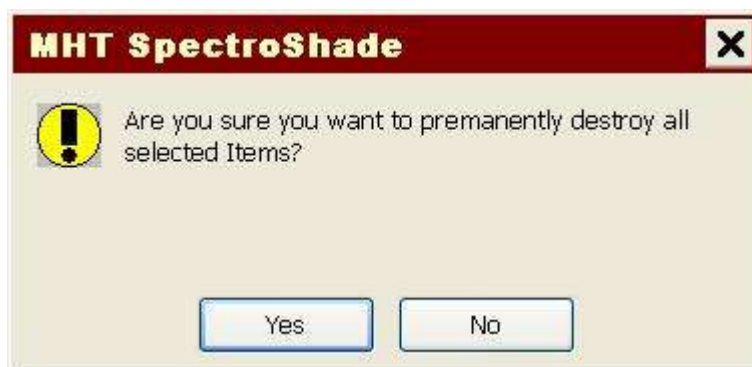 MHT SpectroShade
Are you sure you want to premanently destroy all
selected Items?
Yes
No